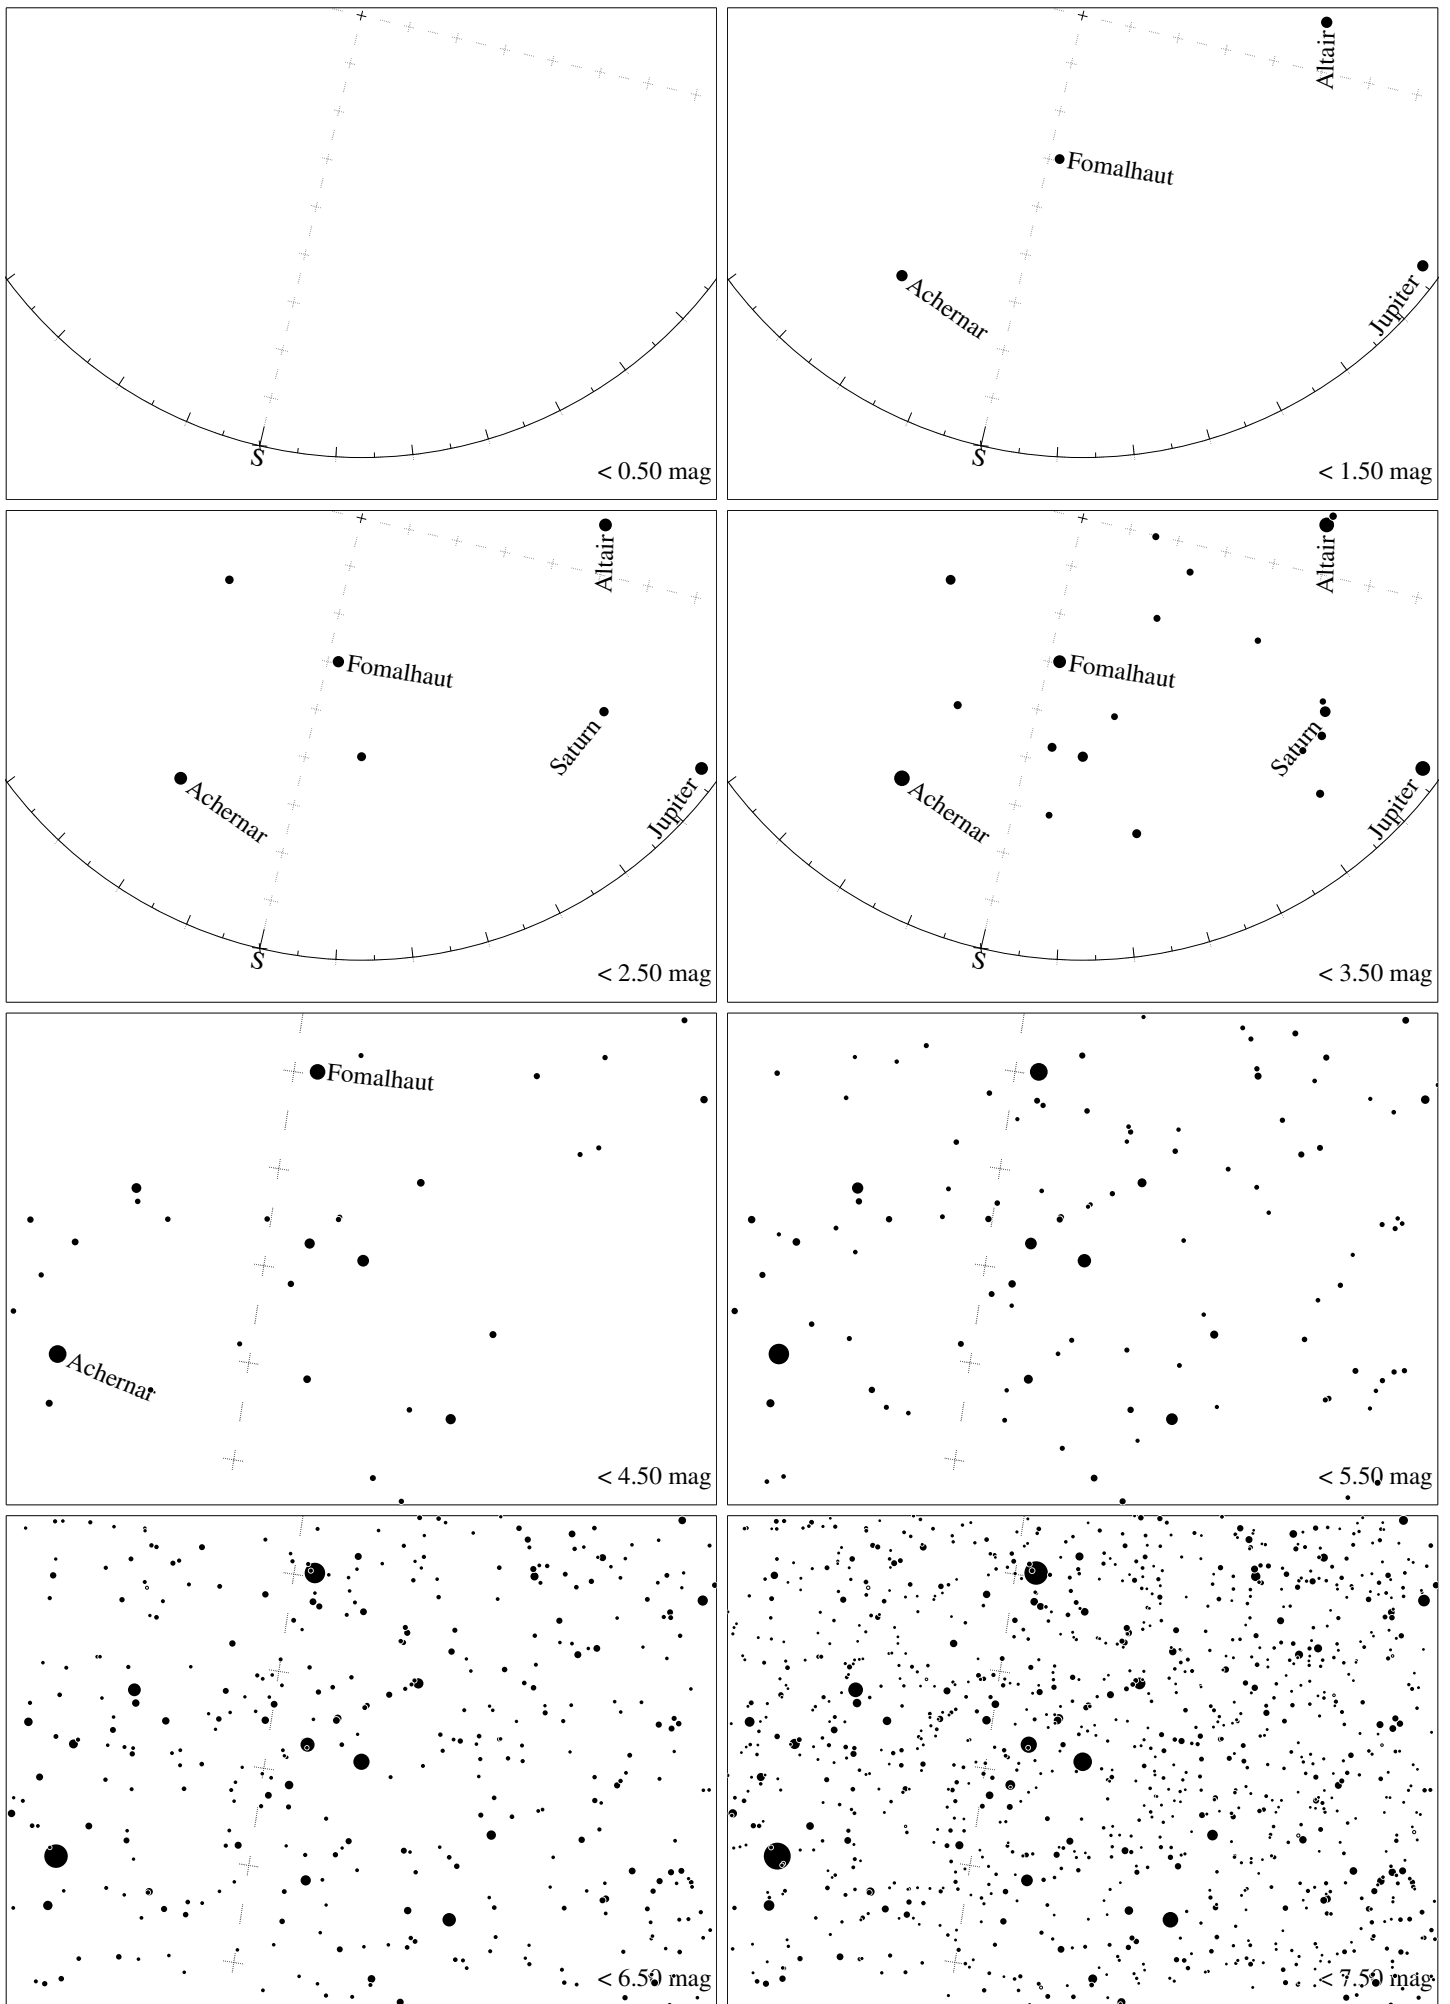 S
< 0.50 mag
Altair
Fomalhaut
Achernar
Jupiter
S
< 1.50 mag
Altair
Fomalhaut
Saturn
Achernar
Jupiter
S
< 2.50 mag
Altair
Fomalhaut
Saturn
Achernar
Jupiter
S
< 3.50 mag
Fomalhaut
Achernar
< 4.50 mag
< 5.50 mag
< 6.50 mag
< 7.50 mag